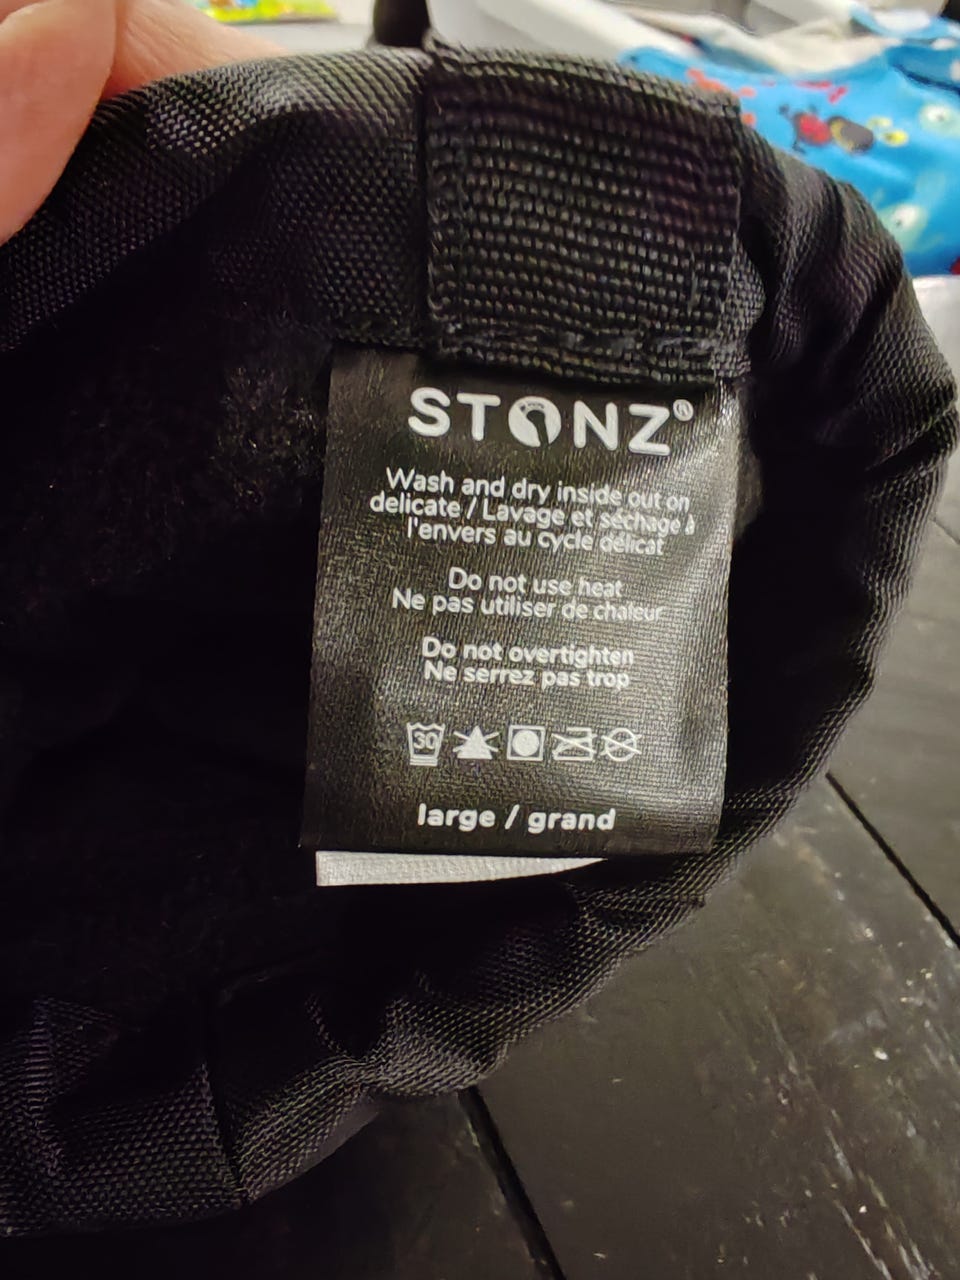 STONZ®
Wash and dry inside out on
delicate / Lavage et séchage à
l'envers au cycle délicat
Do not use heat
Ne pas utiliser de chaleur
Do not overtighten
Ne serrez pas trop
30
large / grand